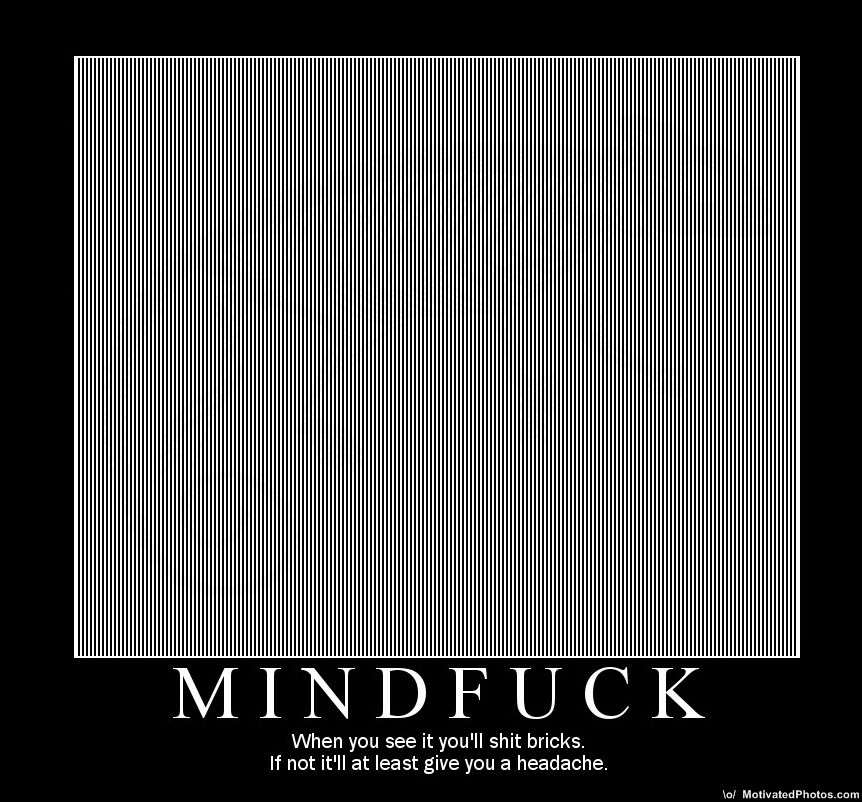 MINDFUCK
When you see it you'll shit bricks.
If not it'll at least give you a headache.
\o/ MotivatedPhotos.com